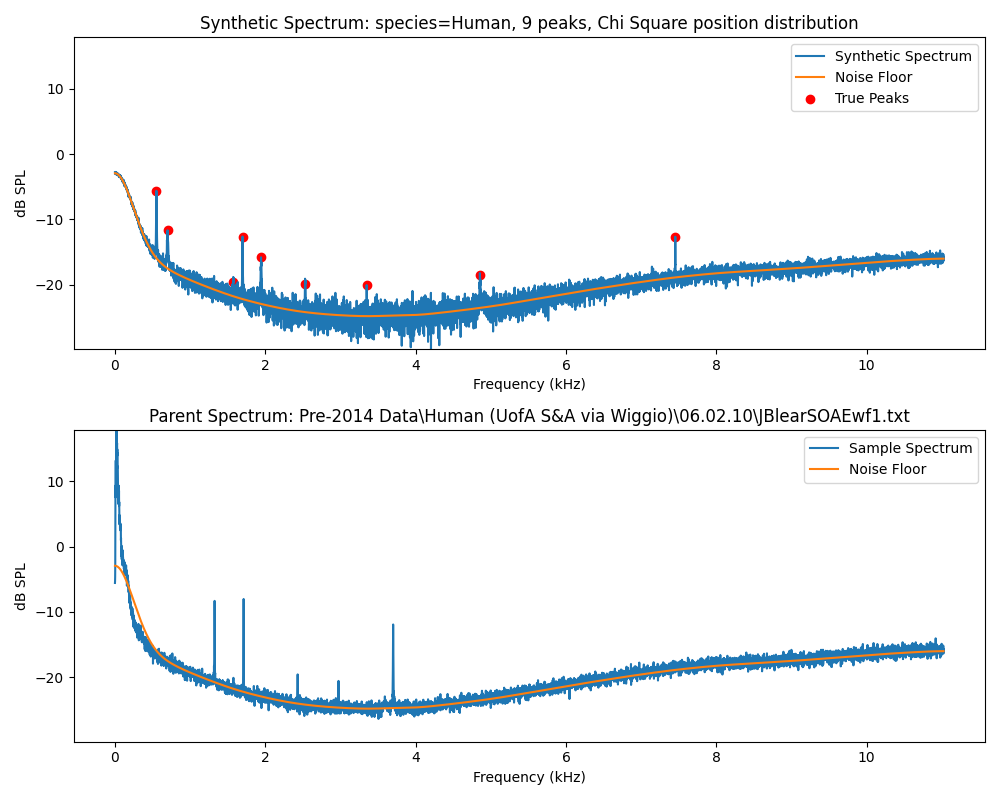 Synthetic Spectrum: species=Human, 9 peaks, Chi Square position distribution
Synthetic Spectrum
Noise Floor
True Peaks
10
0
−10
−20
dB SPL
0
2
4
6
8
10
Frequency (kHz)
Parent Spectrum: Pre-2014 Data\Human (UofA S&A via Wiggio)\06.02.10\JBlearSOAEwf1.txt
Sample Spectrum
Noise Floor
10
0
−10
−20
dB SPL
0
2
4
6
8
10
Frequency (kHz)